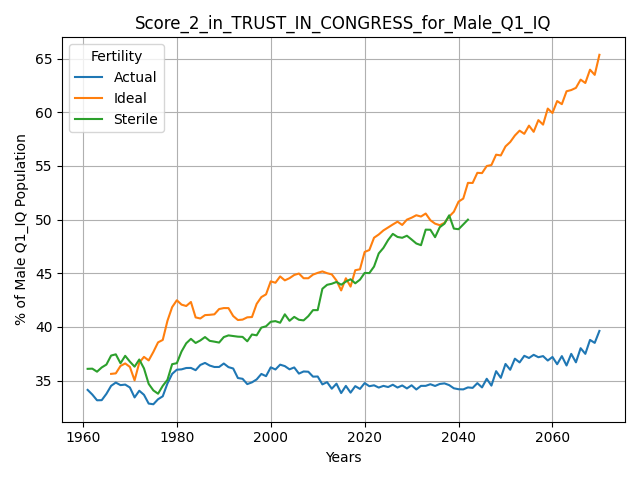 Score_2_in_TRUST_IN_CONGRESS_for_Male_Q1_IQ
Fertility
Actual
Ideal
Sterile
% of Male Q1_IQ Population
65
60
55
50
45
40
35
1960
1980
2000
2020
2040
2060
Years